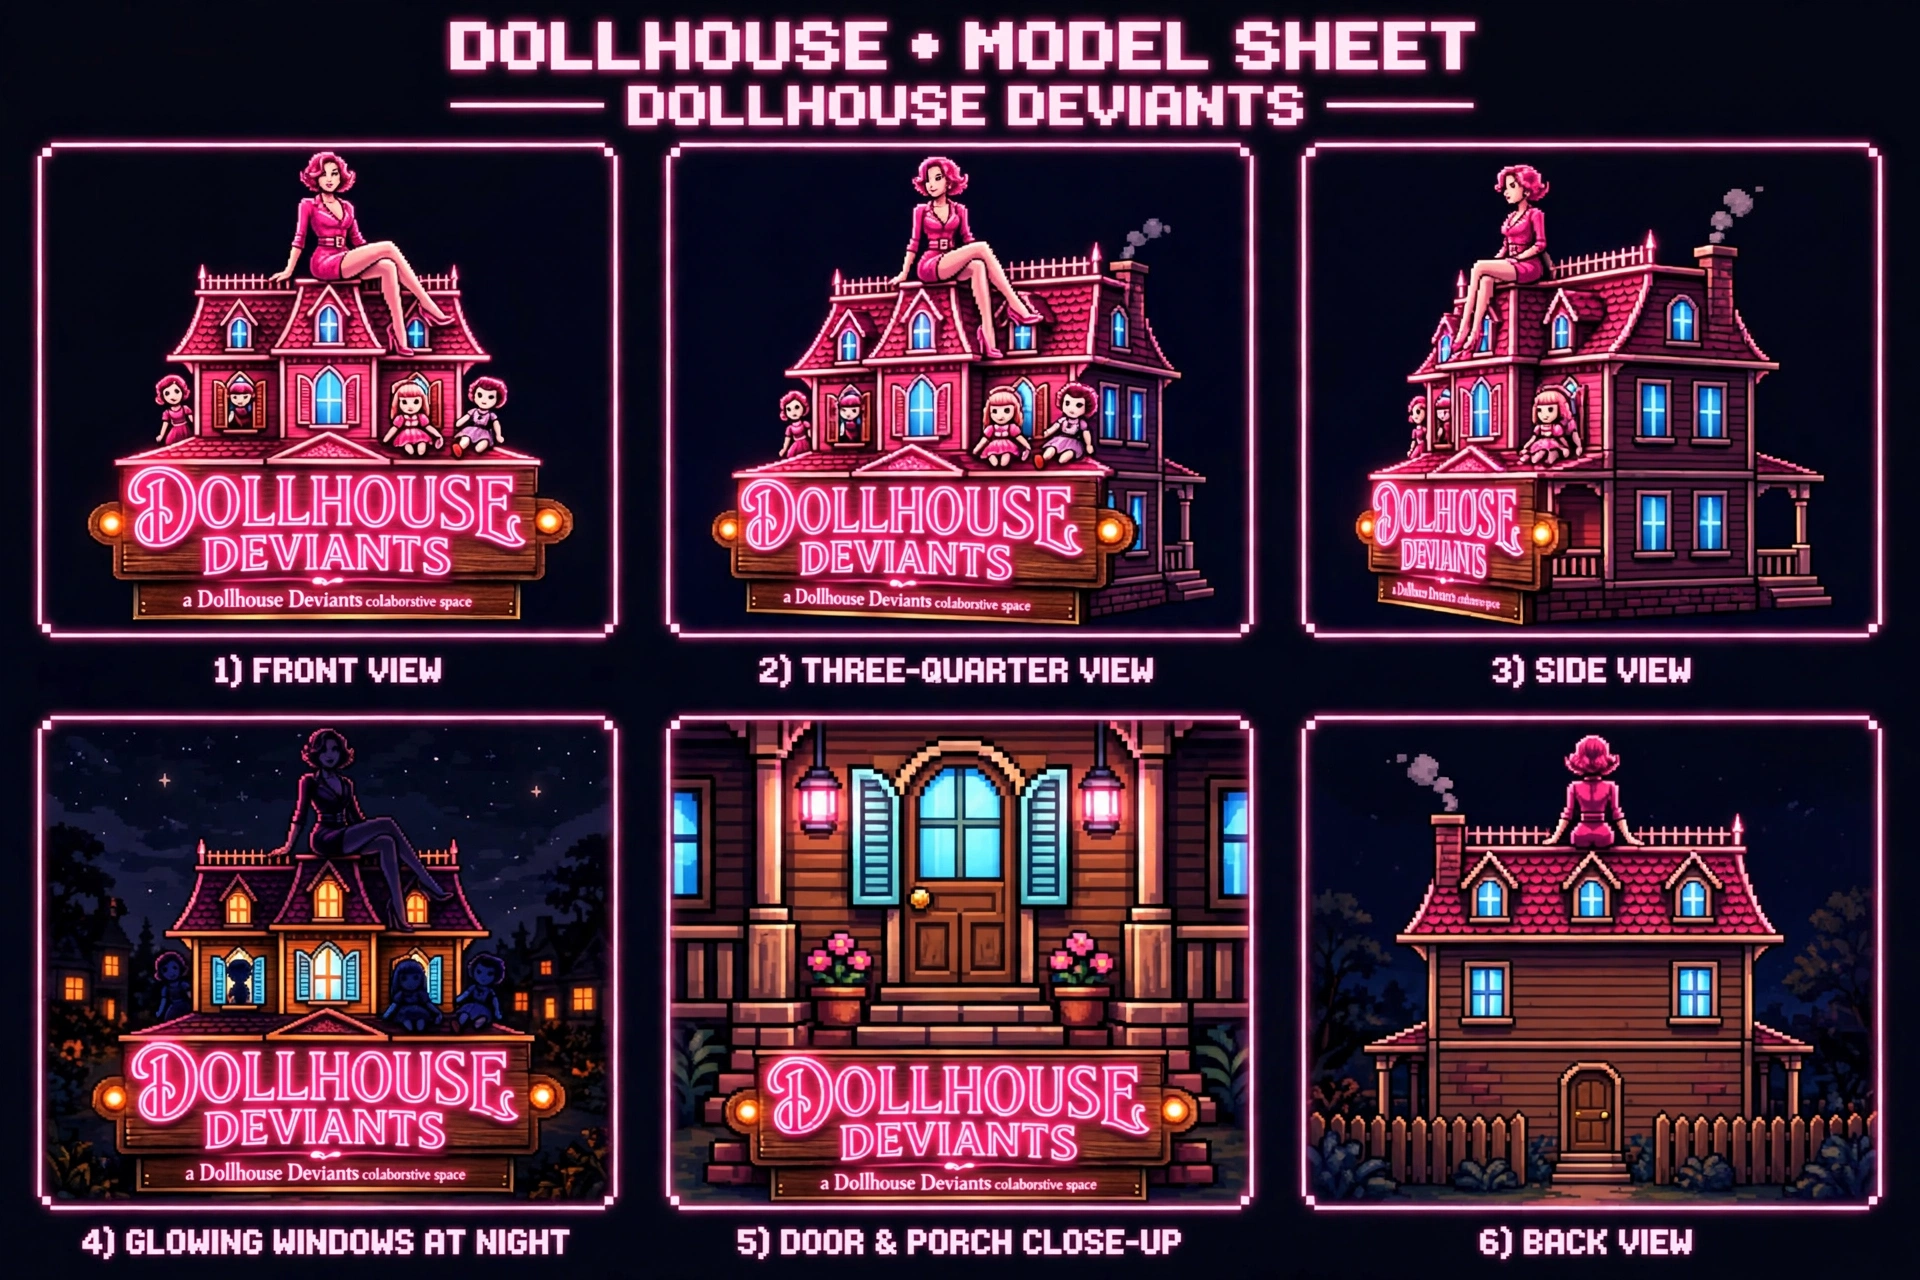 DOLLHOUSE • MODEL SHEET
DOLLHOUSE DEVIANTS
DOLLHOUSE
DEVIANTS
a Dollhouse Deviants colaborstive space
1) FRONT VIEW
DOLLHOUSE
DEVIANTS
a Dollhouse Deviants colaborstive space
2) THREE-QUARTER VIEW
DOLHOSE
DEVIANIS
3) SIDE VIEW
DOLLHOUSE
DEVIANTS
a Dollhouse Deviants colaborstive space
4) GLOWING WINDOWS AT NIGHT
DOLLHOUSE
DEVIANTS
a Dollhouse Deviants colaborstive space
5) DOOR & PORCH CLOSE-UP
6) BACK VIEW